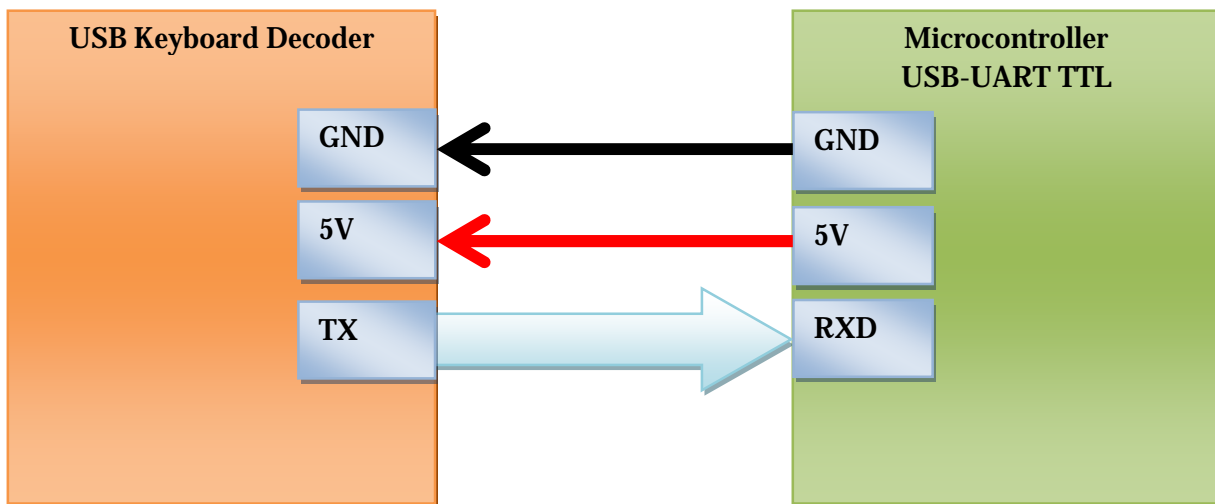 USB Keyboard Decoder
GND
5V
TX
Microcontroller
USB-UART TTL
GND
5V
RXD